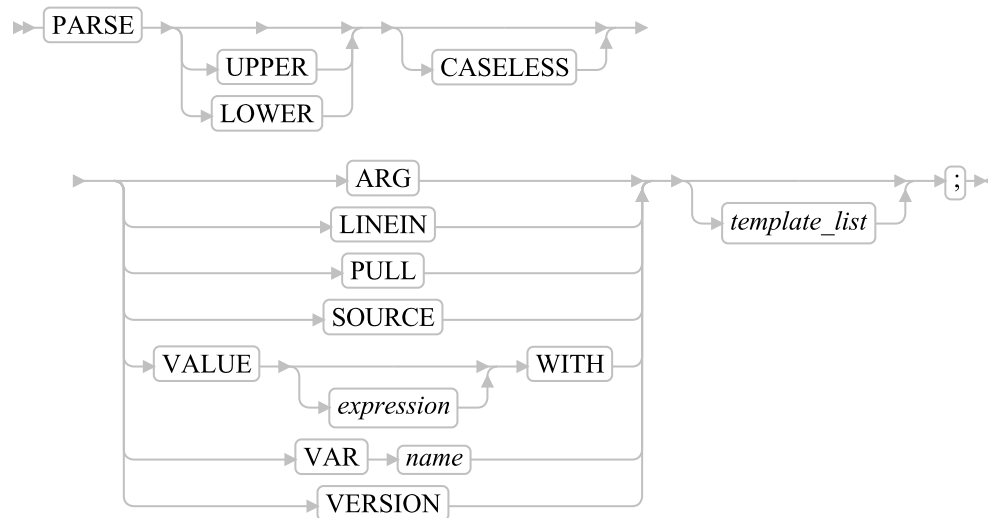 PARSE
UPPER CASELESS
LOWER
ARG ;
LINEIN template_list
PULL
SOURCE
VALUE WITH
expression
VAR name
VERSION